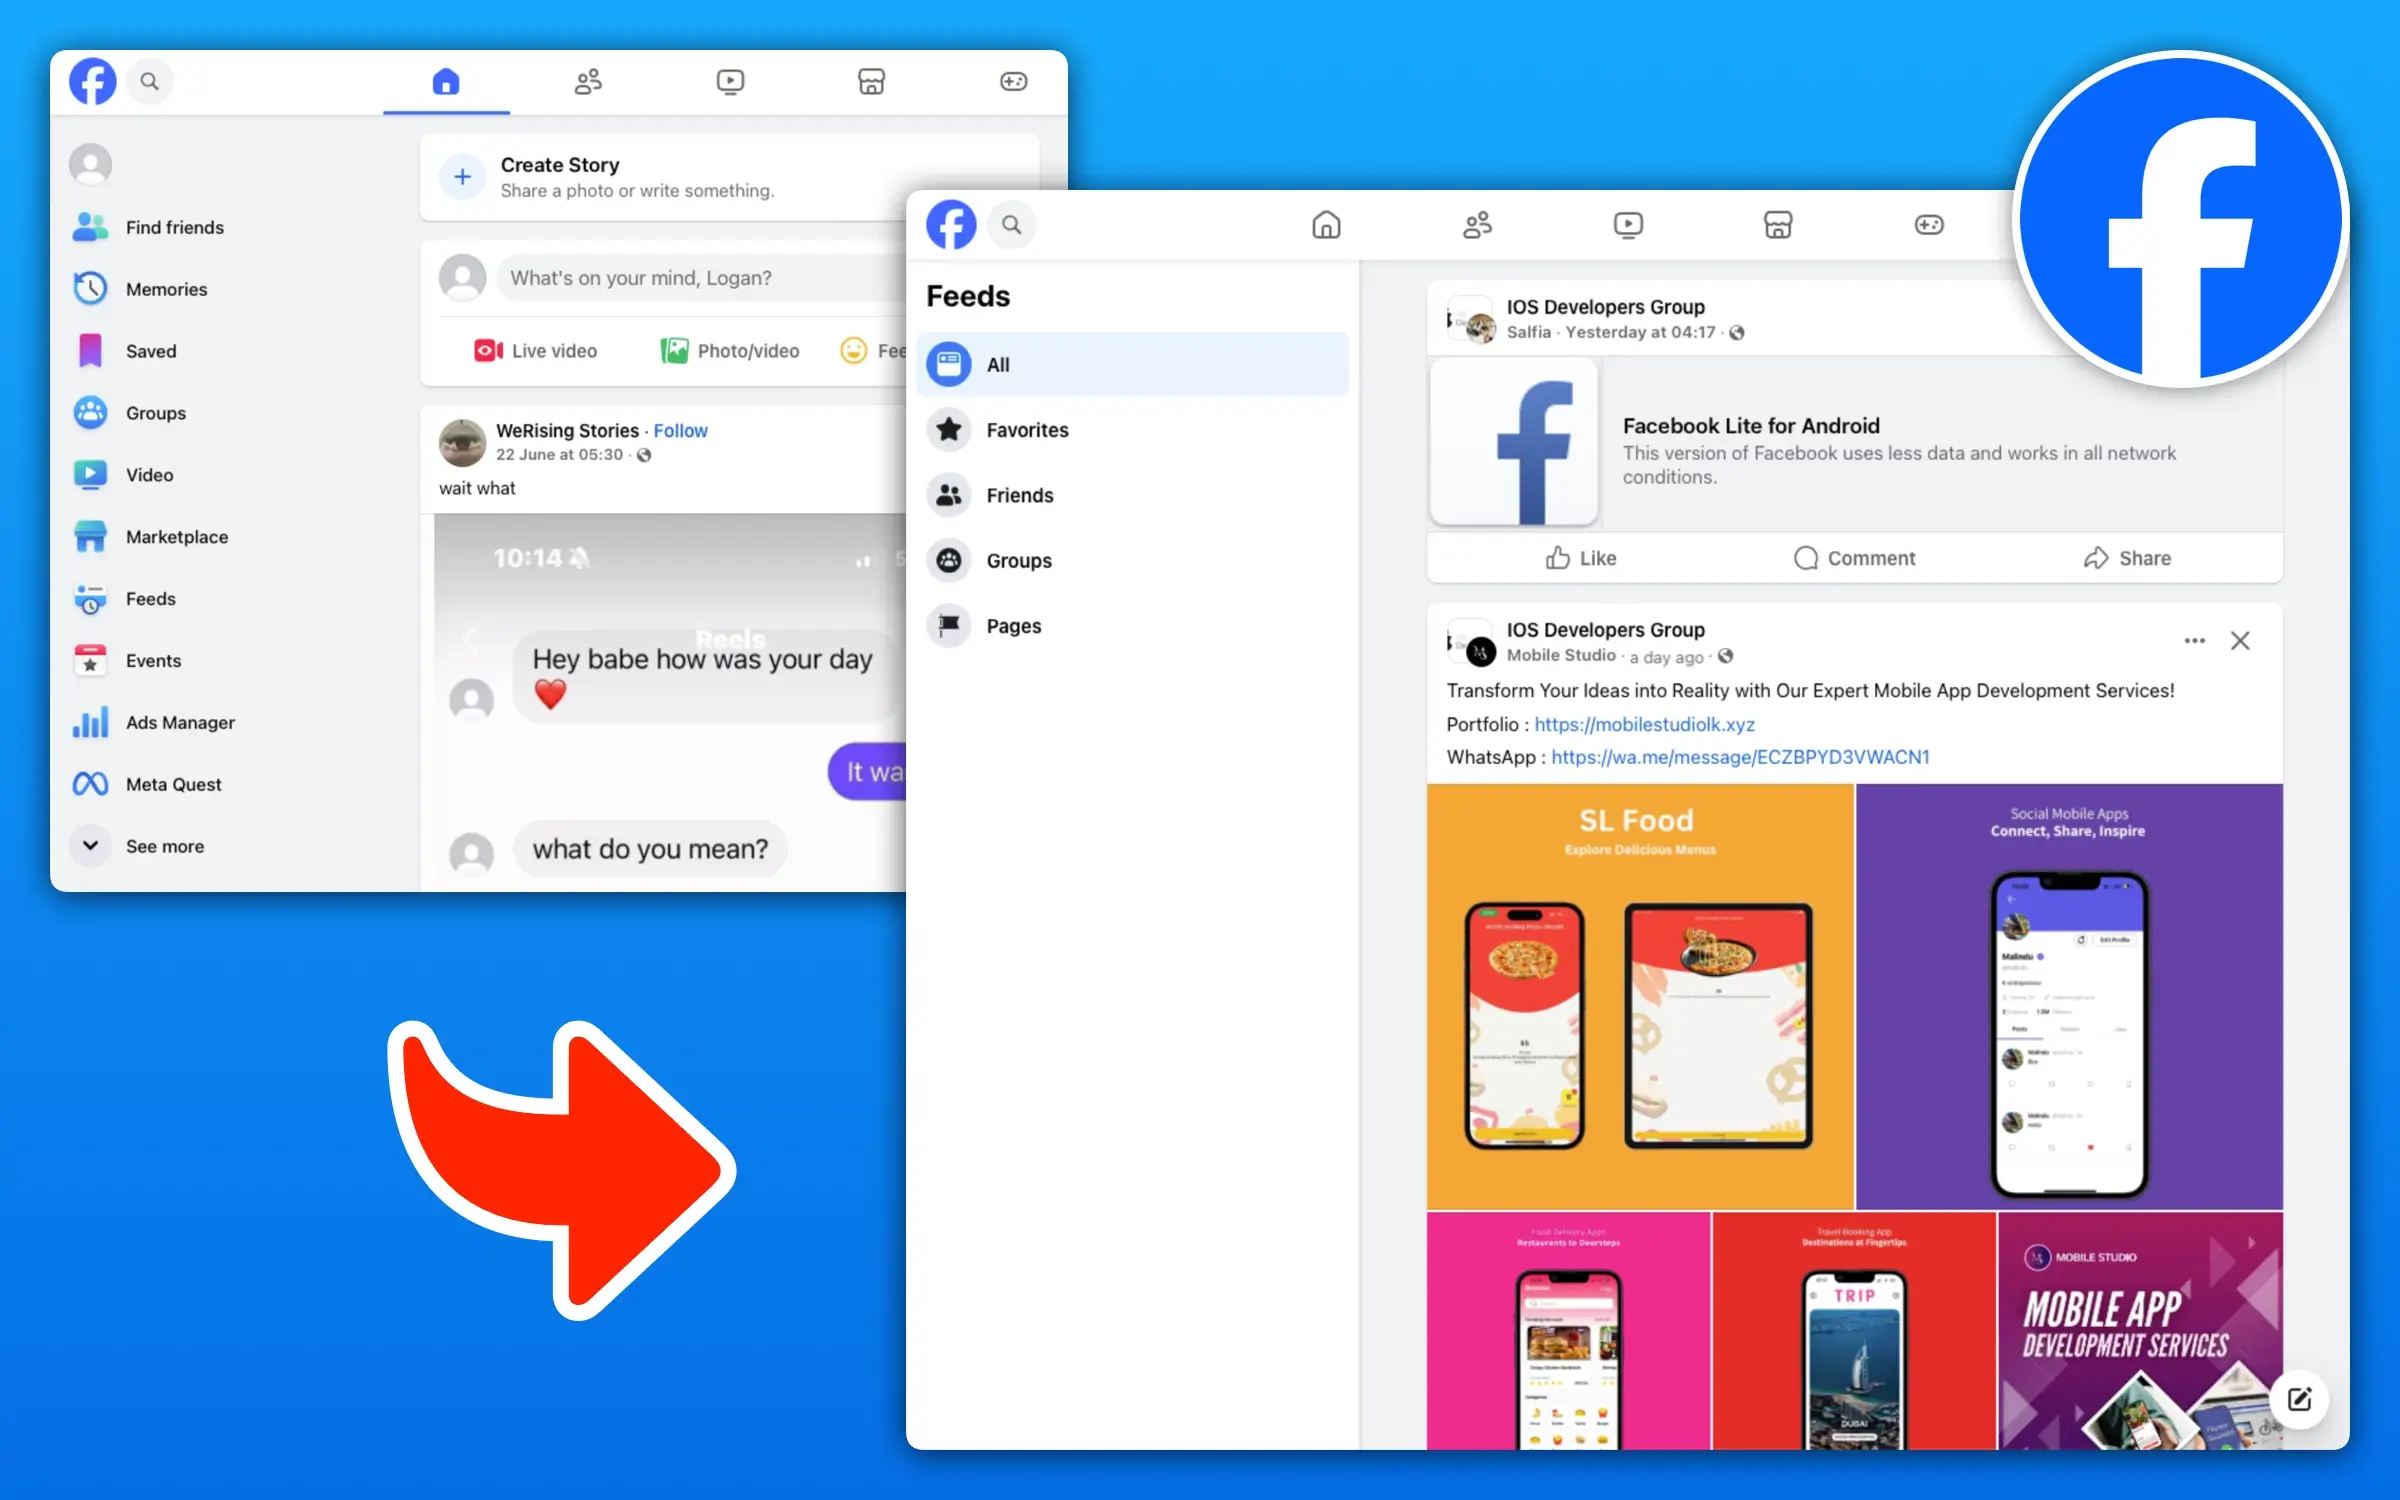 Create Story
Share a photo or write something.
Find friends
Memories
Saved
Groups
Video
Marketplace
Feeds
Events
Ads Manager
Meta Quest
See more
What's on your mind, Logan?
Live video
Photo/video
Fee
WeRising Stories · Follow
22 June at 05:30 ·
wait what
10:14
Reels
Hey babe how was your day
❤️
It wa
what do you mean?
Feeds
All
Favorites
Friends
Groups
Pages
IOS Developers Group
Salfia · Yesterday at 04:17 ·
Facebook Lite for Android
This version of Facebook uses less data and works in all network
conditions.
Like
Comment
Share
IOS Developers Group
Mobile Studio · a day ago ·
Transform Your Ideas into Reality with Our Expert Mobile App Development Services!
Portfolio : https://mobilestudiolk.xyz
WhatsApp : https://wa.me/message/ECZBPYD3VWACN1
SL Food
Explore Delicious Menus
Social Mobile Apps
Connect, Share, Inspire
Edit Profile
Malindu
Posts
Food Delivery Apps
Restaurants to Doorsteps
Travel Booking App
Destinations at Fingertips
TRIP
DUBAI
MOBILE STUDIO
MOBILE APP
DEVELOPMENT SERVICES